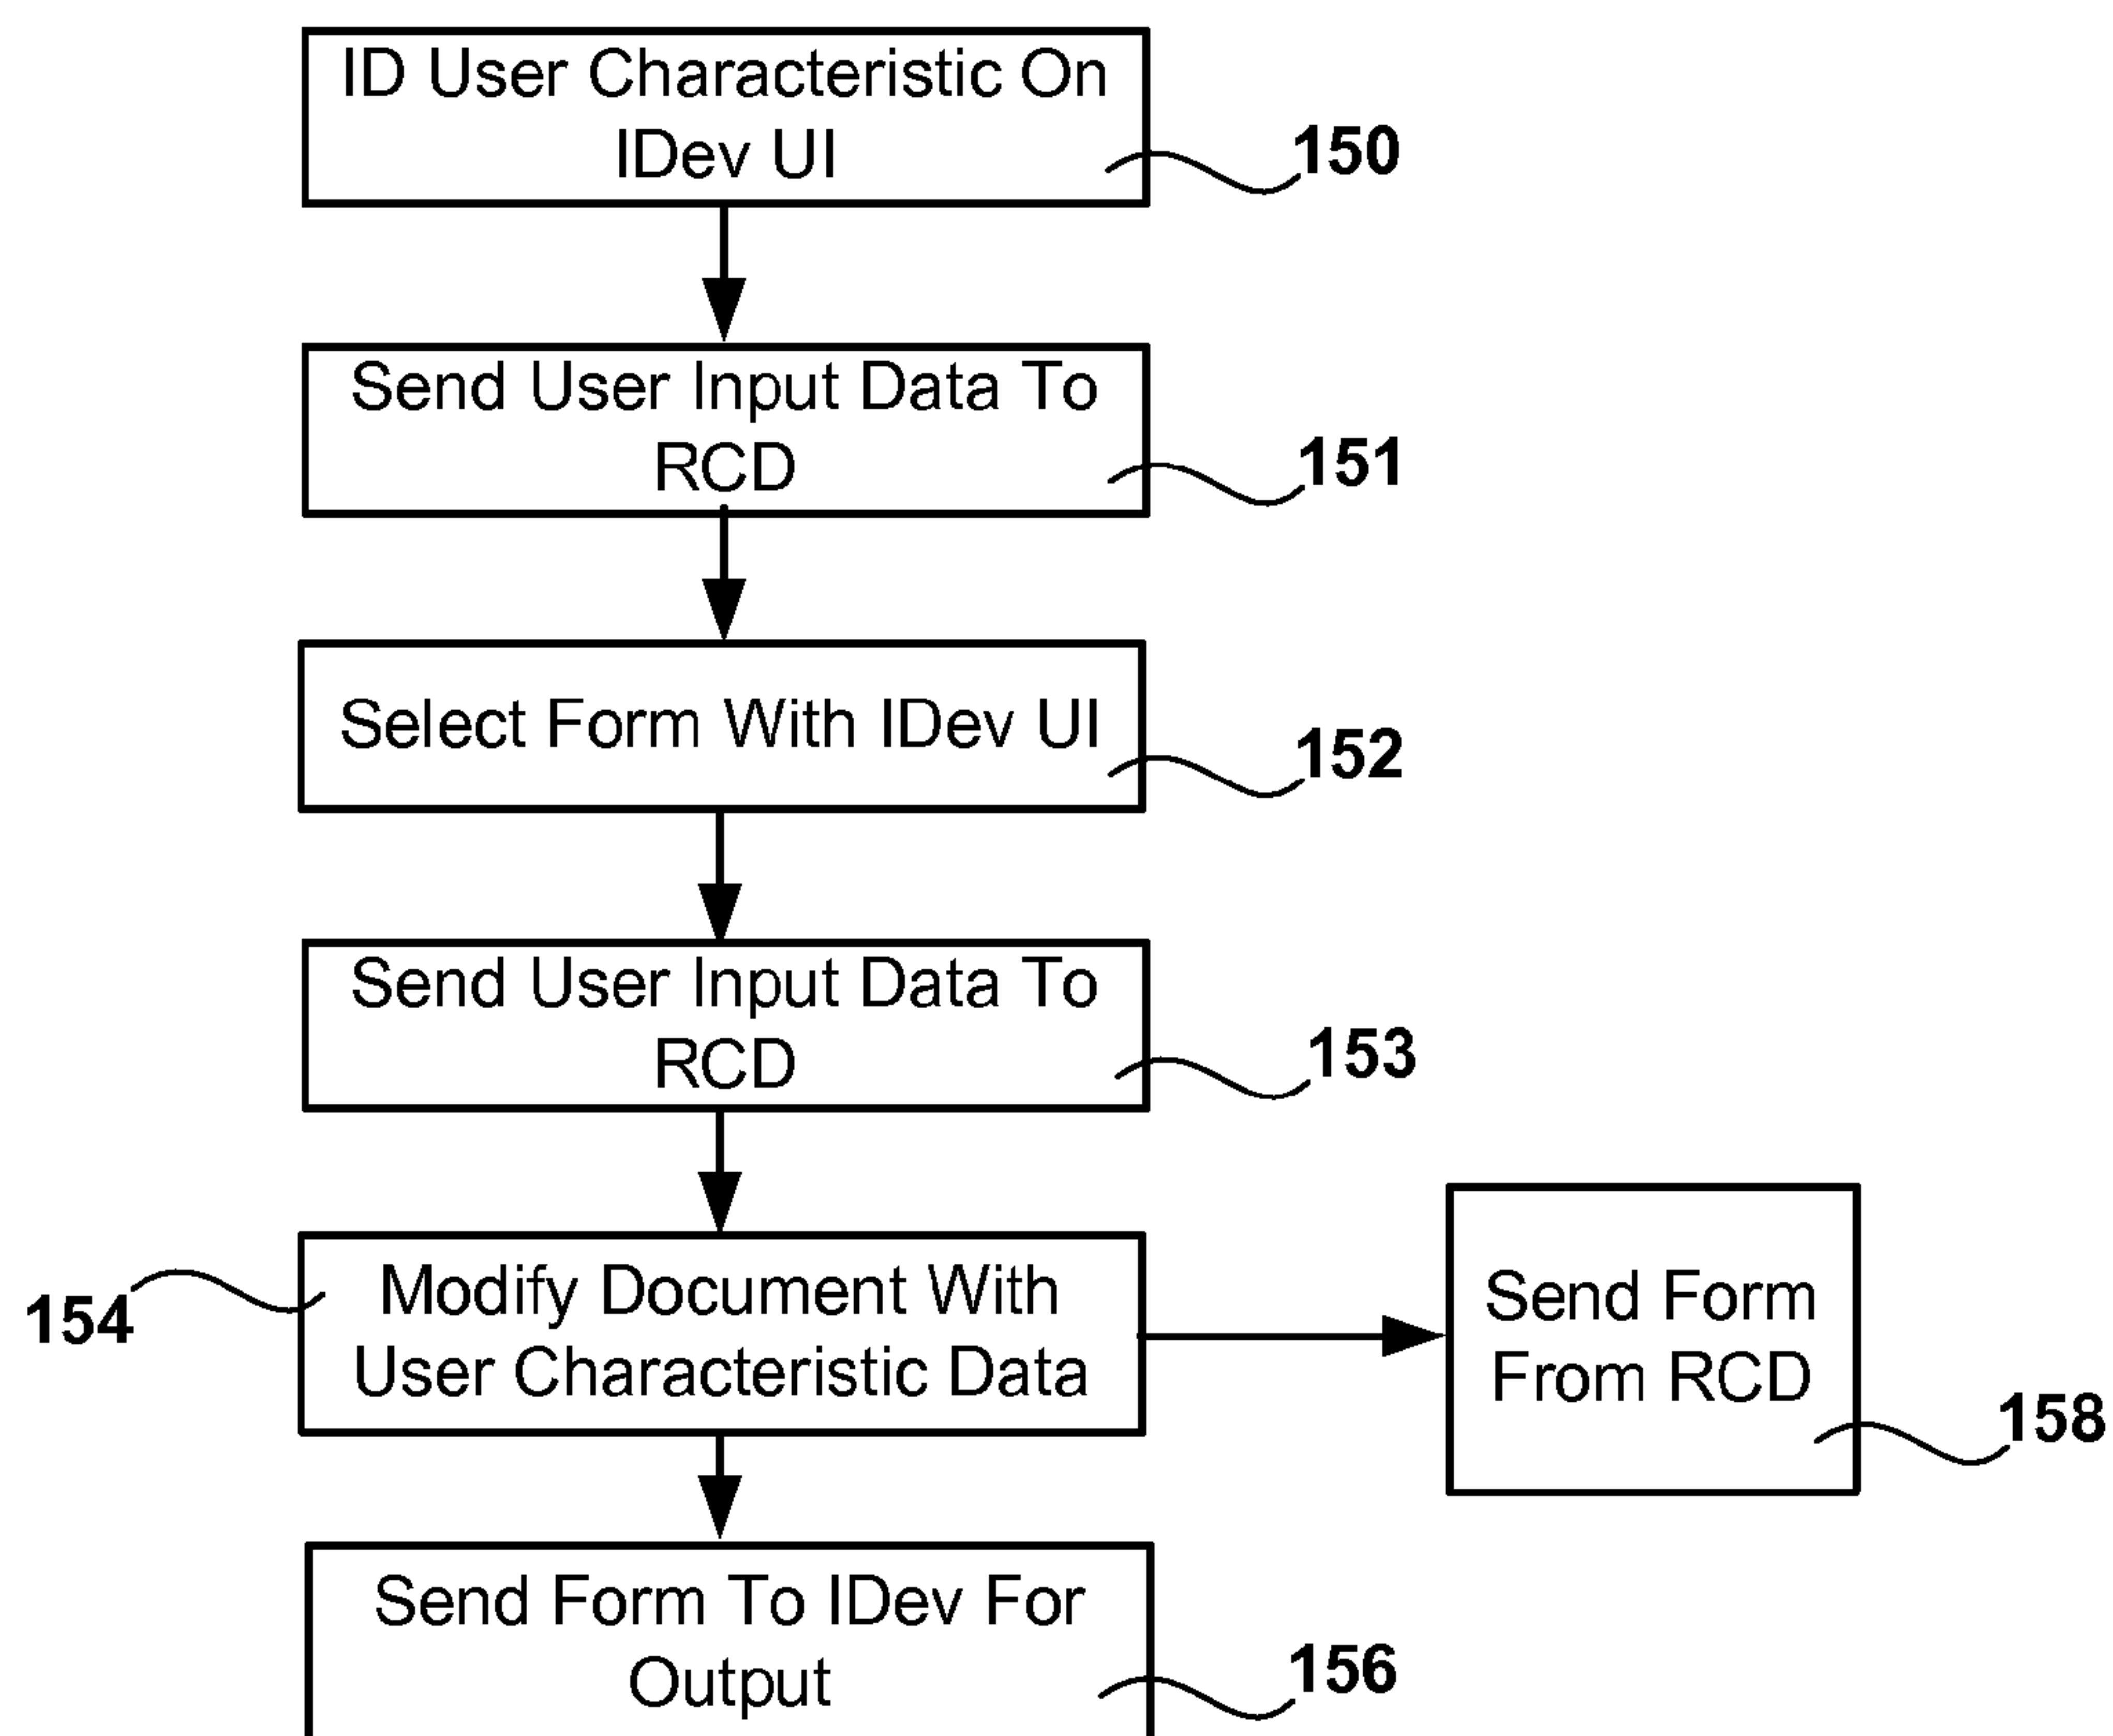 ID User Characteristic On
IDev UI
150
Send User Input Data To
RCD
151
Select Form With IDev UI
152
Send User Input Data To
RCD
153
154
Modify Document With
User Characteristic Data
Send Form
From RCD
158
Send Form To IDev For
Output
156